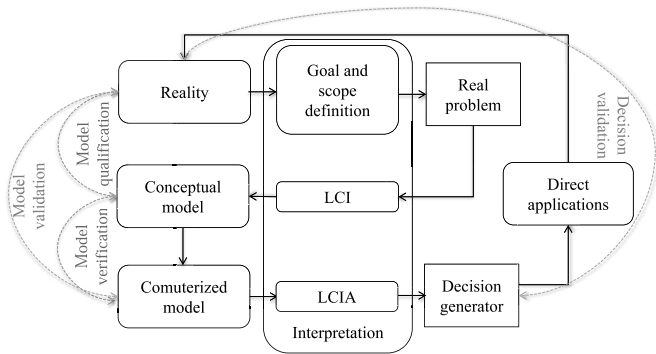 Reality
Goal and
scope
definition
Real
problem
Model
qualification
Decision
validation
Model
validation
Conceptual
model
LCI
Direct
applications
Model
verification
Comuterized
model
LCIA
Decision
generator
Interpretation